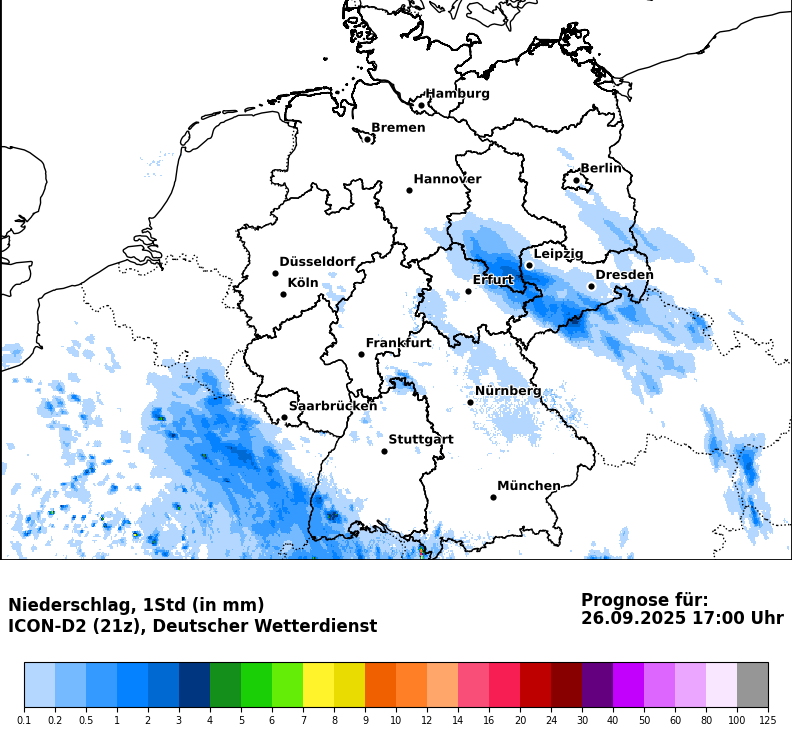 Hamburg
Bremen
Berlin
Hannover
Leipzig
Düsseldorf
Dresden
Erfurt
Köln
Frankfurt
Nürnberg
Saarbrücken
Stuttgart
München
Niederschlag, 1Std (in mm)
ICON-D2 (21z), Deutscher Wetterdienst
Prognose für:
26.09.2025 17:00 Uhr
0.1 0.2 0.5 1 2 3 4 5 6 7 8 9 10 12 14 16 20 24 30 40 50 60 80 100 125